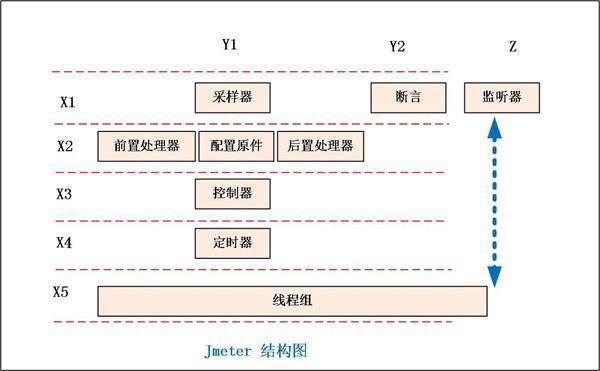 Y1 Y2 Z
X1 采样器 断言 监听器
X2 前置处理器 配置原件 后置处理器
X3 控制器
X4 定时器
X5 线程组
Jmeter 结构图